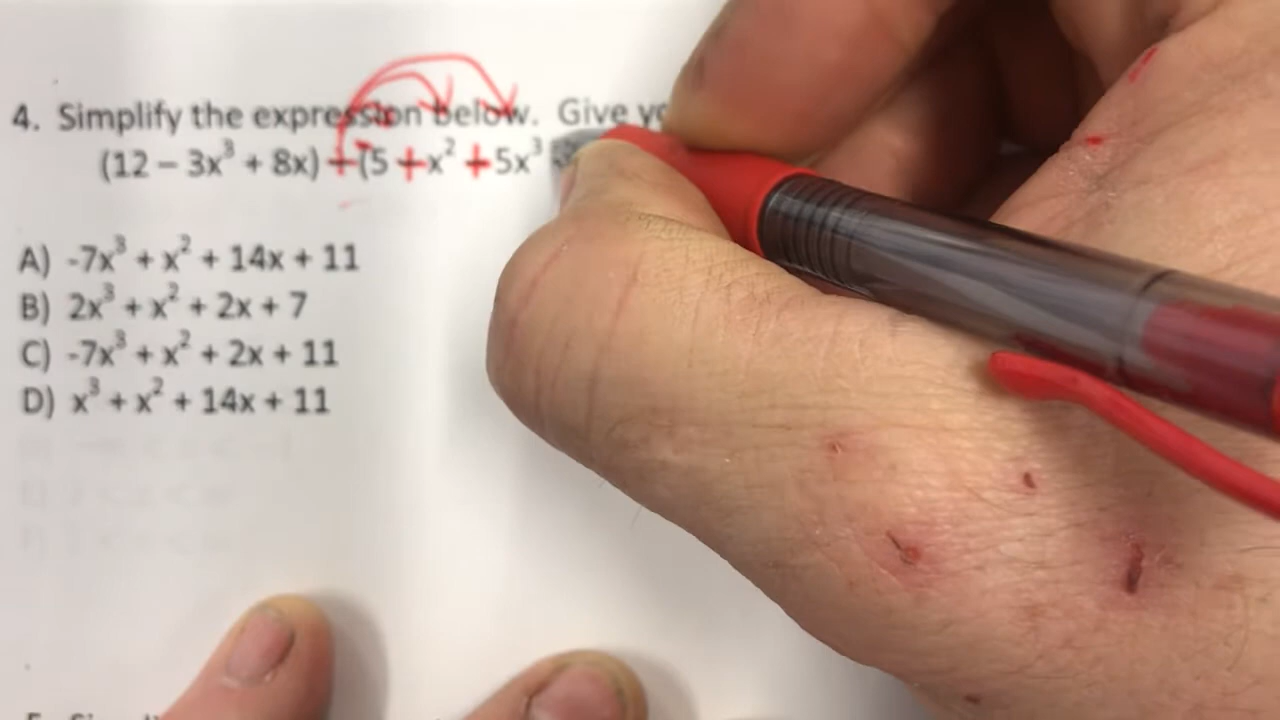 4. Simplify the expression below. Give
(12 – 3x³ + 8x) + (5 + x² + 5x³
A) -7x³ + x² + 14x + 11
B) 2x³ + x² + 2x + 7
C) -7x³ + x² + 2x + 11
D) x³ + x² + 14x + 11